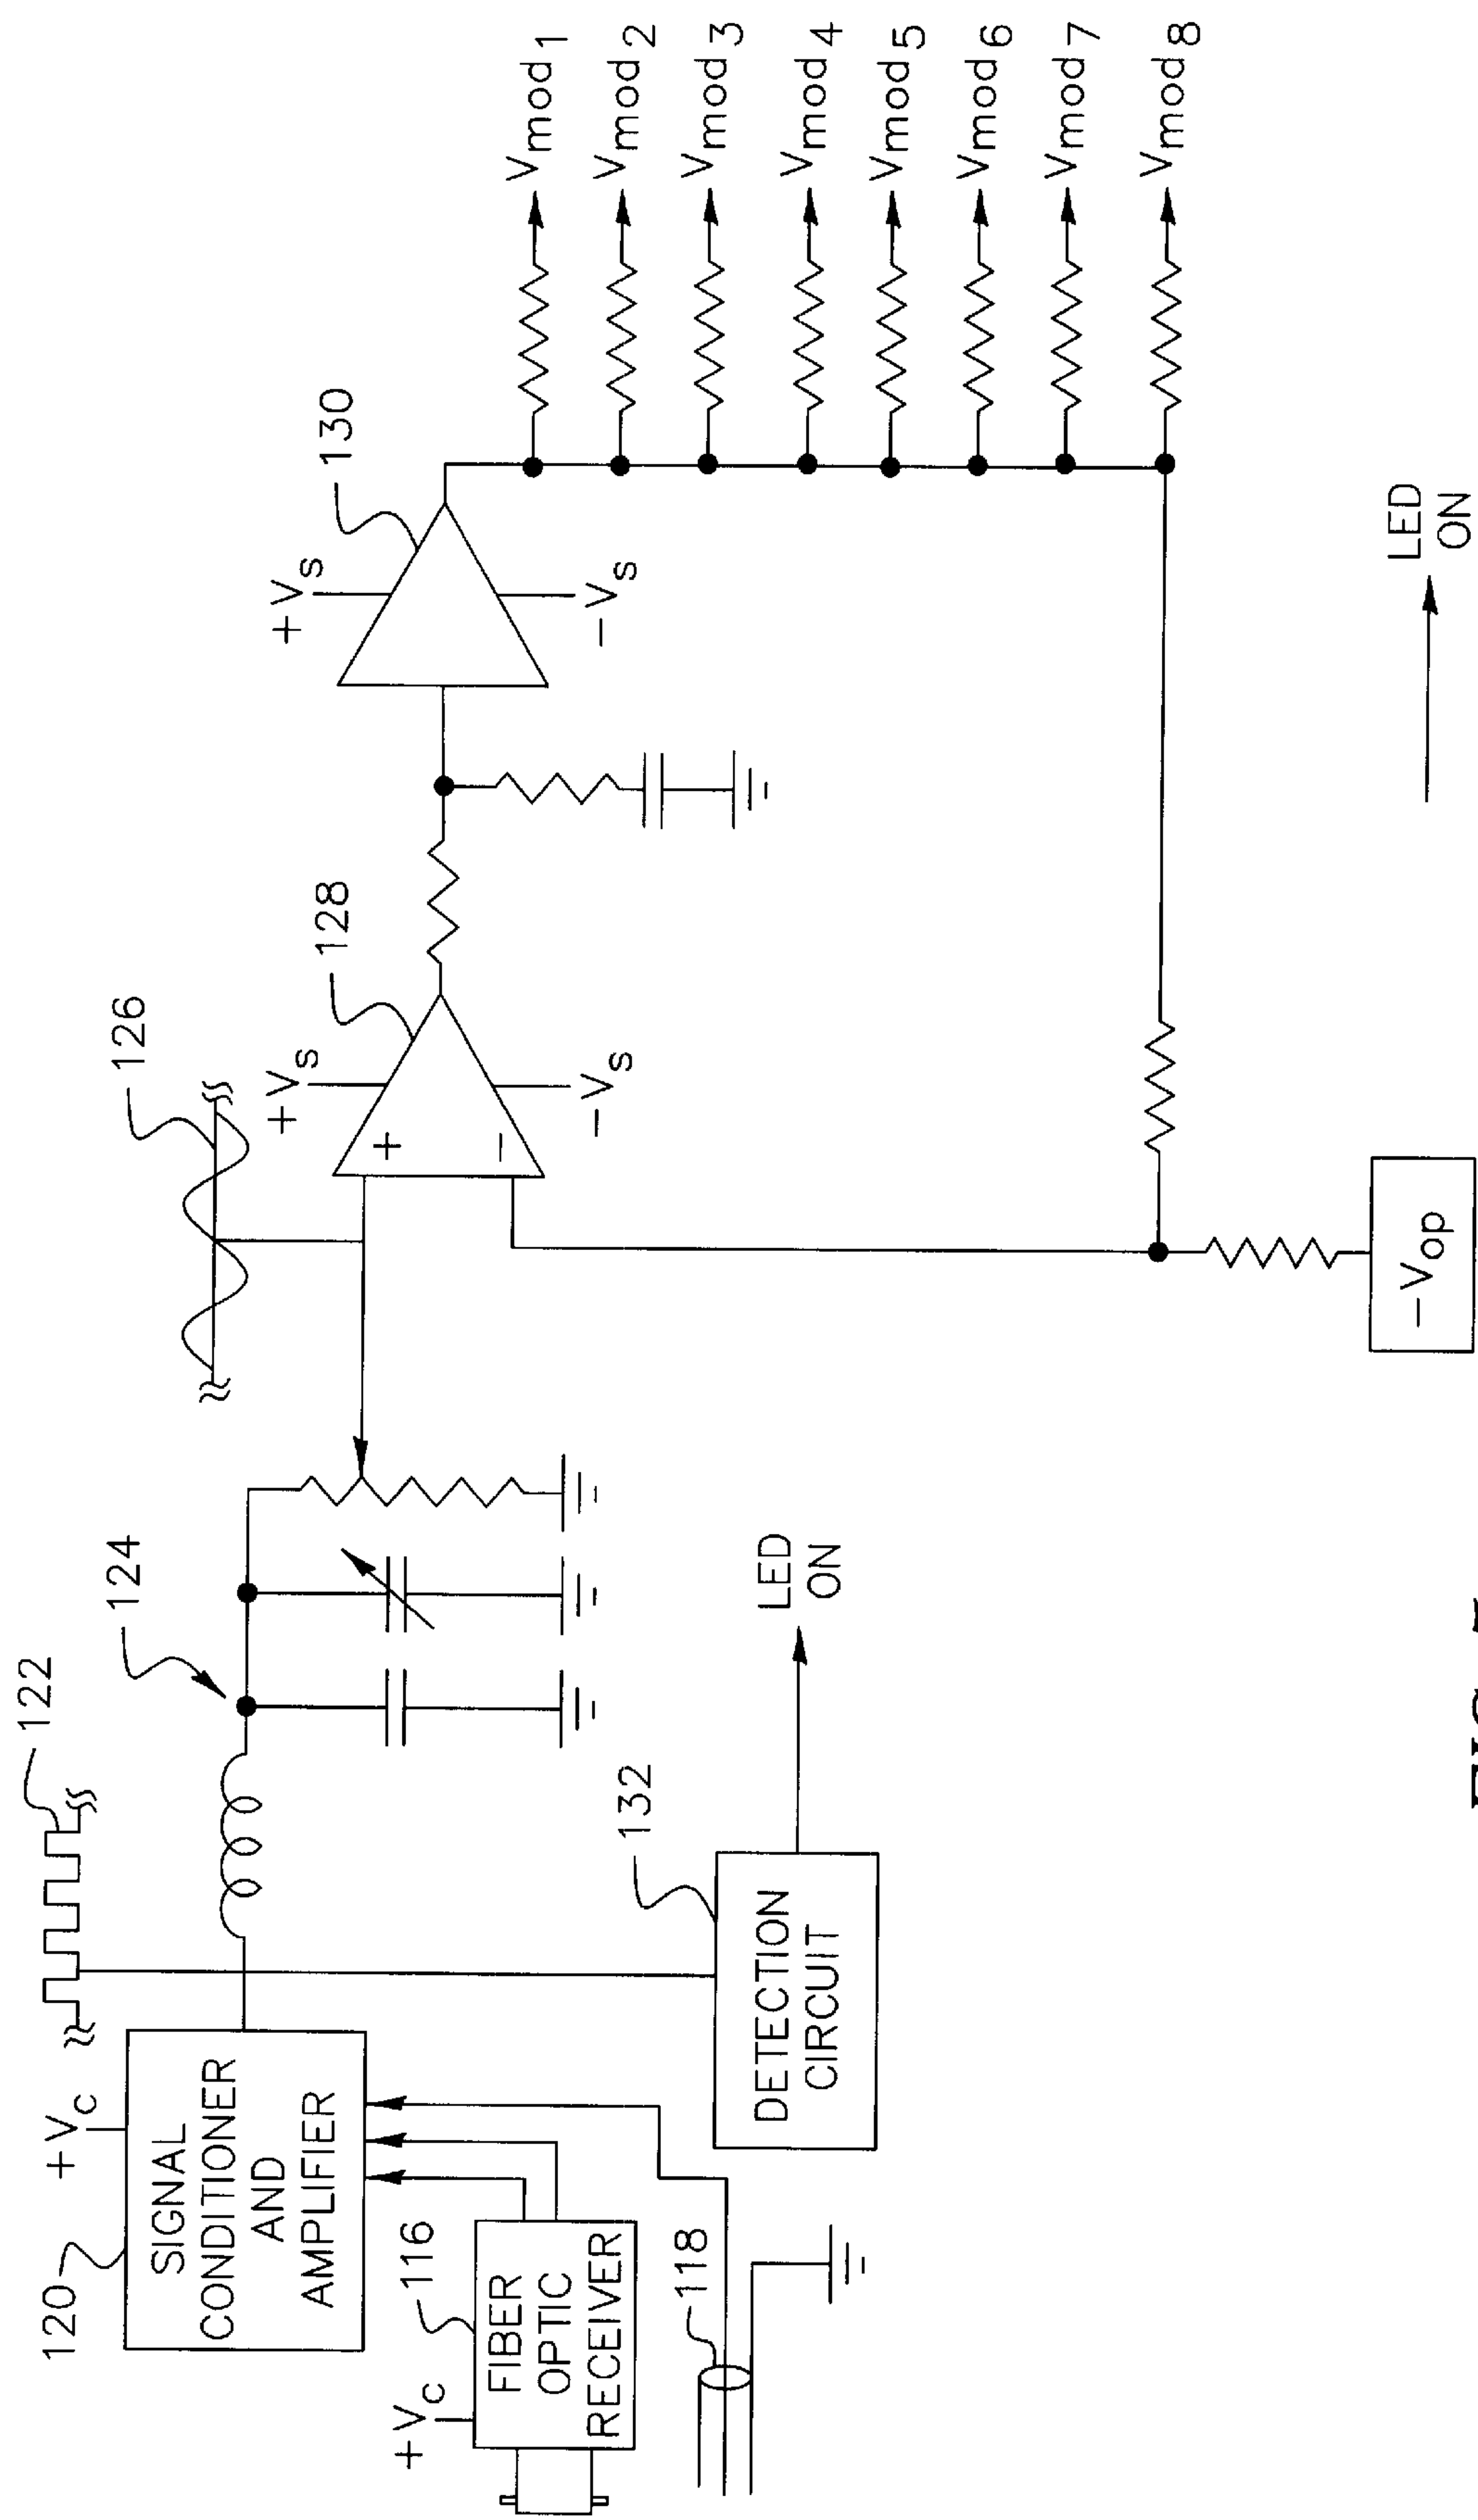 122
124
126
+Vc
120
SIGNAL
CONDITIONER
AND
AMPLIFIER
+Vc
116
FIBER
OPTIC
RECEIVER
118
132
DETECTION
CIRCUIT
LED
ON
+Vs
128
+
−
−Vs
+Vs
130
−Vs
Vmod1
Vmod2
Vmod3
Vmod4
Vmod5
Vmod6
Vmod7
Vmod8
−Vop
LED
ON